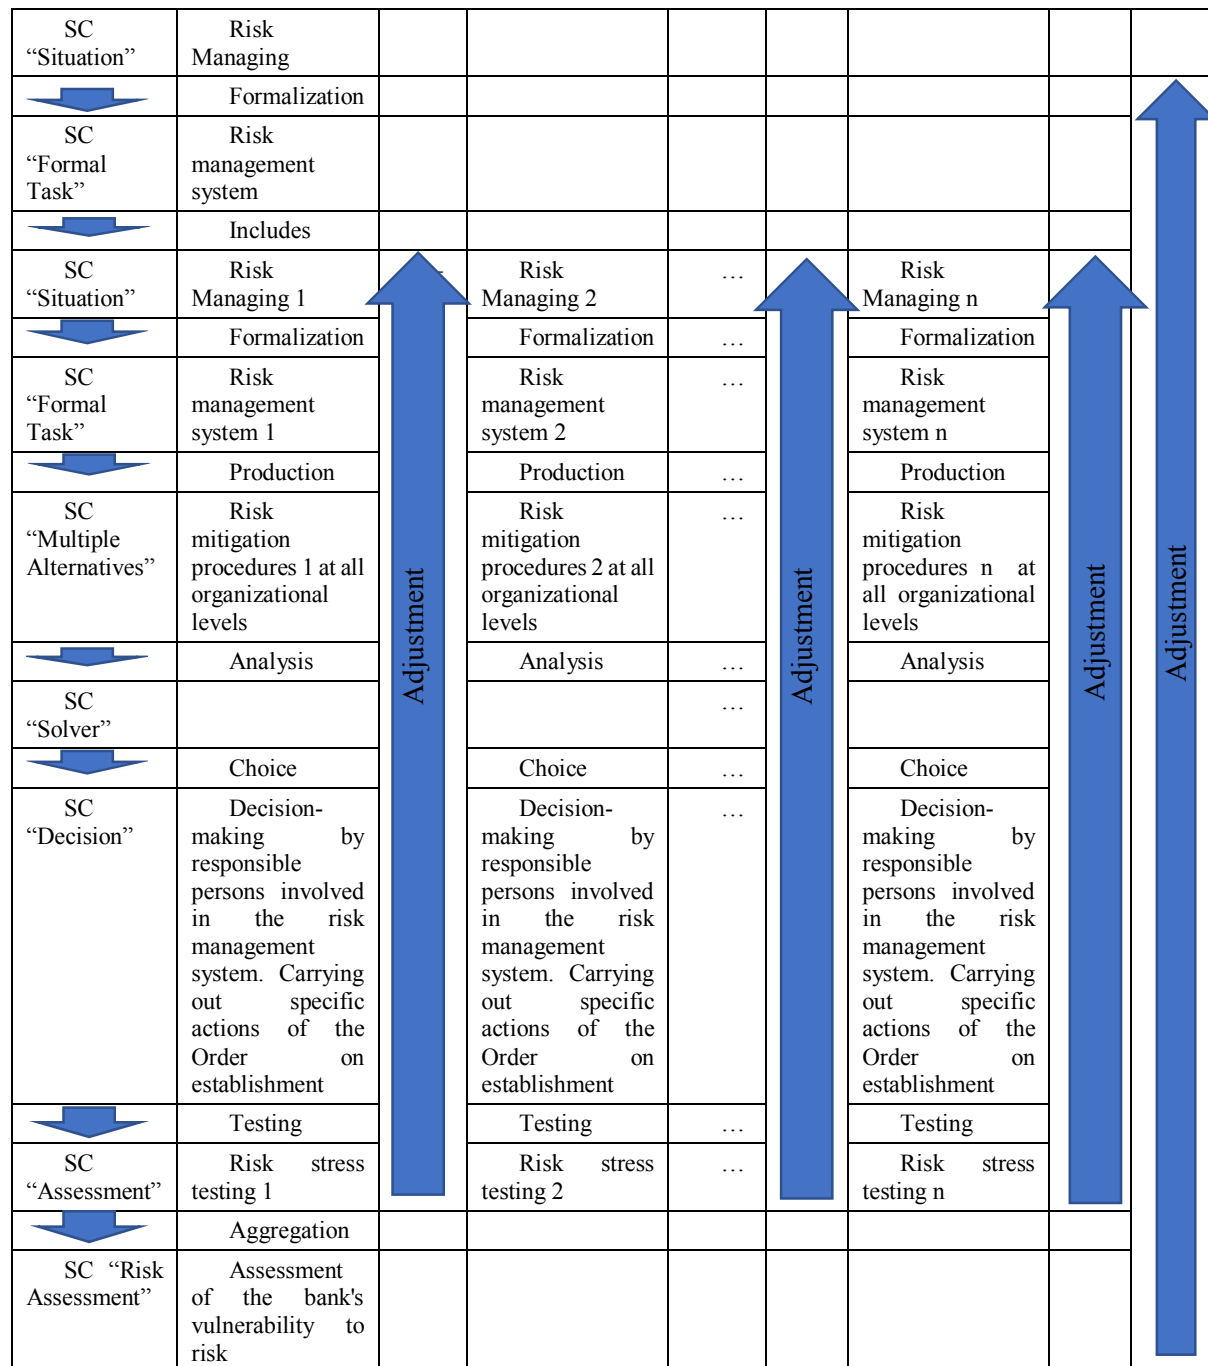 SC “Situation”
Risk Managing
Formalization
SC “Formal Task”
Risk management system
Includes
SC “Situation”
Risk Managing 1
Risk Managing 2
…
Risk Managing n
Formalization
Formalization
…
Formalization
SC “Formal Task”
Risk management system 1
Risk management system 2
…
Risk management system n
Production
Production
…
Production
SC “Multiple Alternatives”
Risk mitigation procedures 1 at all organizational levels
Risk mitigation procedures 2 at all organizational levels
…
Risk mitigation procedures n at all organizational levels
Analysis
Analysis
…
Analysis
SC “Solver”
…
Choice
Choice
…
Choice
SC “Decision”
Decision-making by responsible persons involved in the risk management system. Carrying out specific actions of the Order on establishment
Decision-making by responsible persons involved in the risk management system. Carrying out specific actions of the Order on establishment
…
Decision-making by responsible persons involved in the risk management system. Carrying out specific actions of the Order on establishment
Testing
Testing
…
Testing
SC “Assessment”
Risk stress testing 1
Risk stress testing 2
…
Risk stress testing n
Aggregation
SC “Risk Assessment”
Assessment of the bank's vulnerability to risk
Adjustment
Adjustment
Adjustment
Adjustment